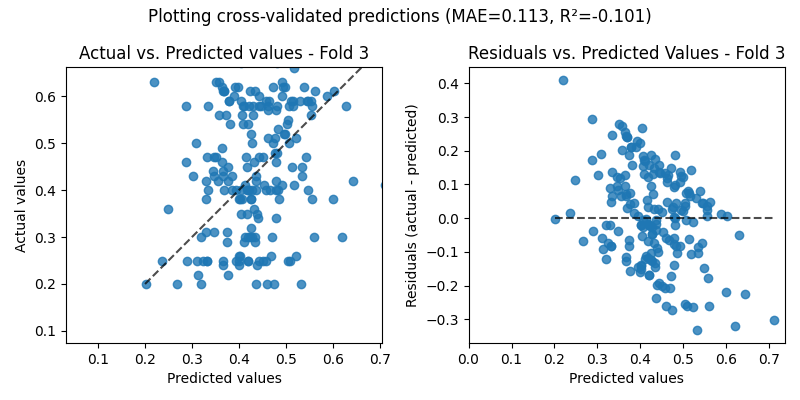 Plotting cross-validated predictions (MAE=0.113, R²=-0.101)
Actual vs. Predicted values - Fold 3
Residuals vs. Predicted Values - Fold 3
Actual values
0.6
0.5
0.4
0.3
0.2
0.1
0.1 0.2 0.3 0.4 0.5 0.6 0.7
Predicted values
Residuals (actual - predicted)
0.4
0.3
0.2
0.1
0.0
−0.1
−0.2
−0.3
0.0 0.1 0.2 0.3 0.4 0.5 0.6 0.7
Predicted values